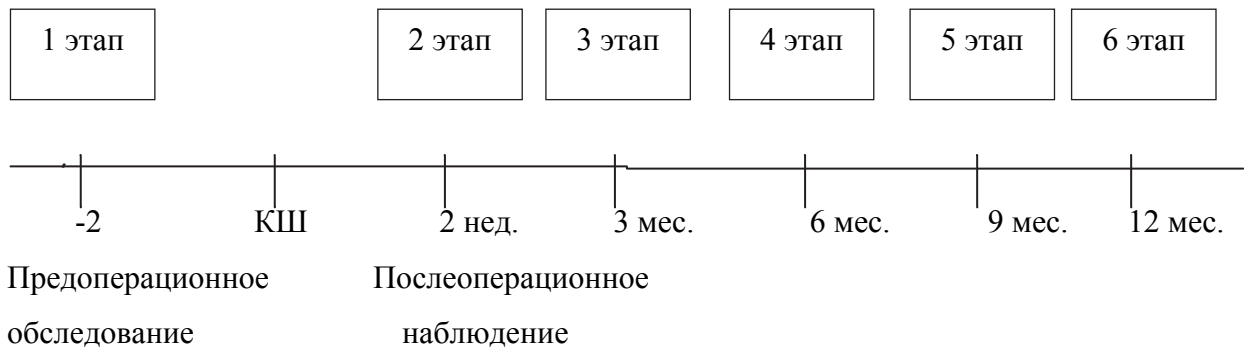 1 этап 2 этап 3 этап 4 этап 5 этап 6 этап
-2 КШ 2 нед. 3 мес. 6 мес. 9 мес. 12 мес.
Предоперационное Послеоперационное
обследование наблюдение